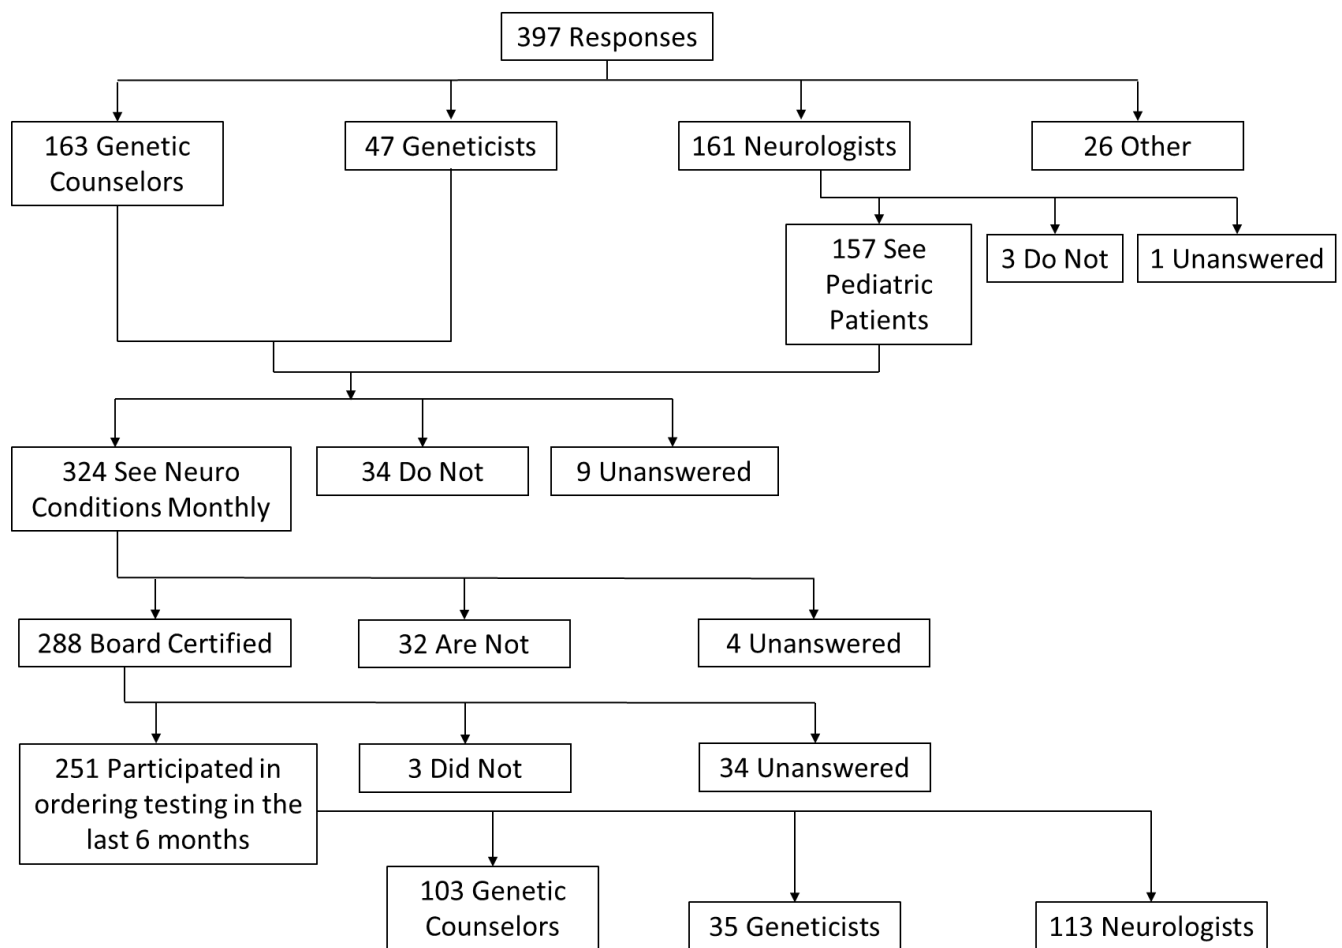 397 Responses
163 Genetic
Counselors
47 Geneticists
161 Neurologists
26 Other
157 See
Pediatric
Patients
3 Do Not
1 Unanswered
324 See Neuro
Conditions Monthly
34 Do Not
9 Unanswered
288 Board Certified
32 Are Not
4 Unanswered
251 Participated in
ordering testing in the
last 6 months
3 Did Not
34 Unanswered
103 Genetic
Counselors
35 Geneticists
113 Neurologists